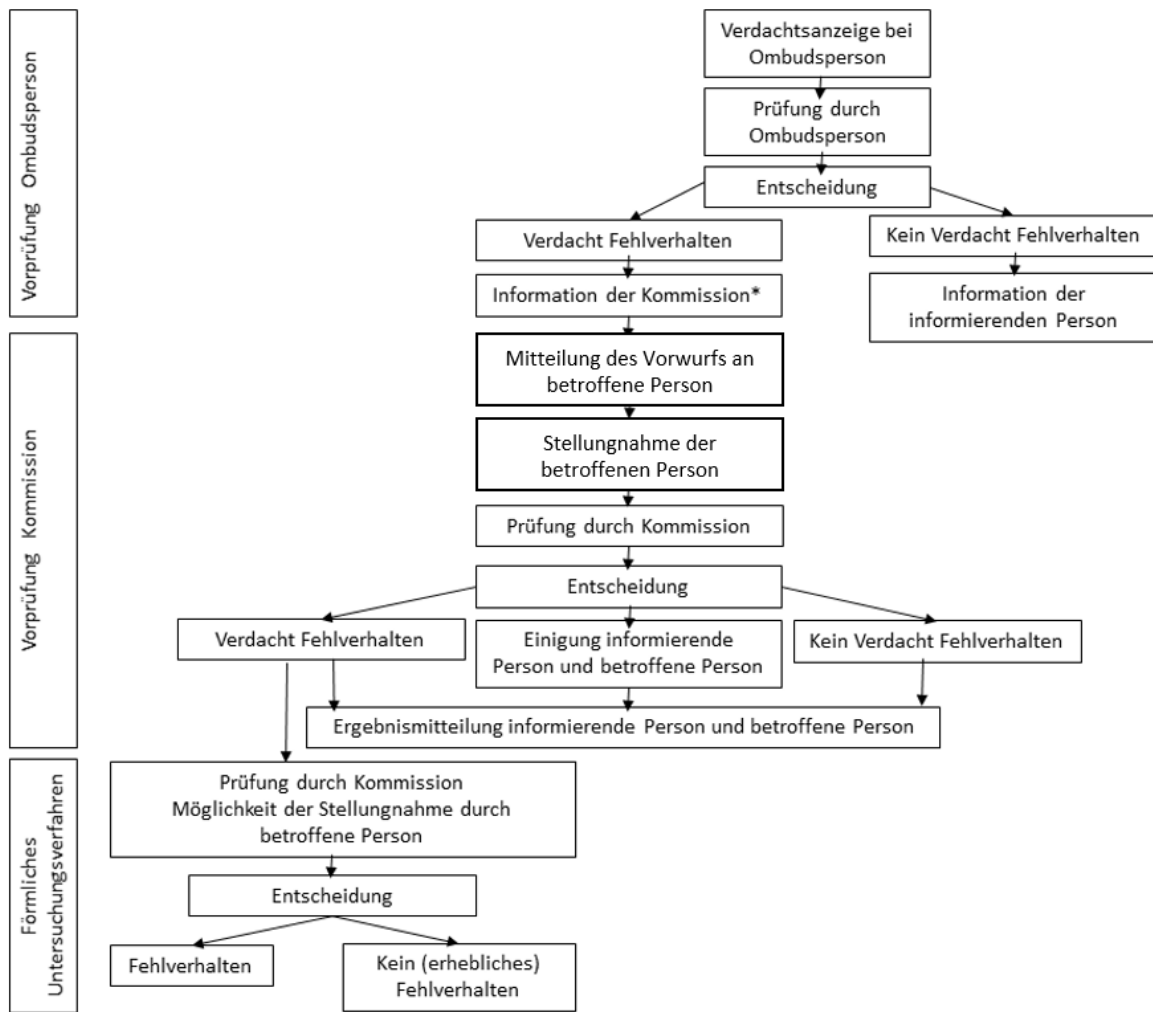 Vorprüfung Ombudsperson
Verdachtsanzeige bei
Ombudsperson
Prüfung durch
Ombudsperson
Entscheidung
Verdacht Fehlverhalten
Kein Verdacht Fehlverhalten
Information der Kommission*
Information der
informierenden Person
Vorprüfung Kommission
Mitteilung des Vorwurfs an
betroffene Person
Stellungnahme der
betroffenen Person
Prüfung durch Kommission
Entscheidung
Verdacht Fehlverhalten
Einigung informierende
Person und betroffene Person
Kein Verdacht Fehlverhalten
Ergebnismitteilung informierende Person und betroffene Person
Förmliches
Untersuchungsverfahren
Prüfung durch Kommission
Möglichkeit der Stellungnahme durch
betroffene Person
Entscheidung
Fehlverhalten
Kein (erhebliches)
Fehlverhalten